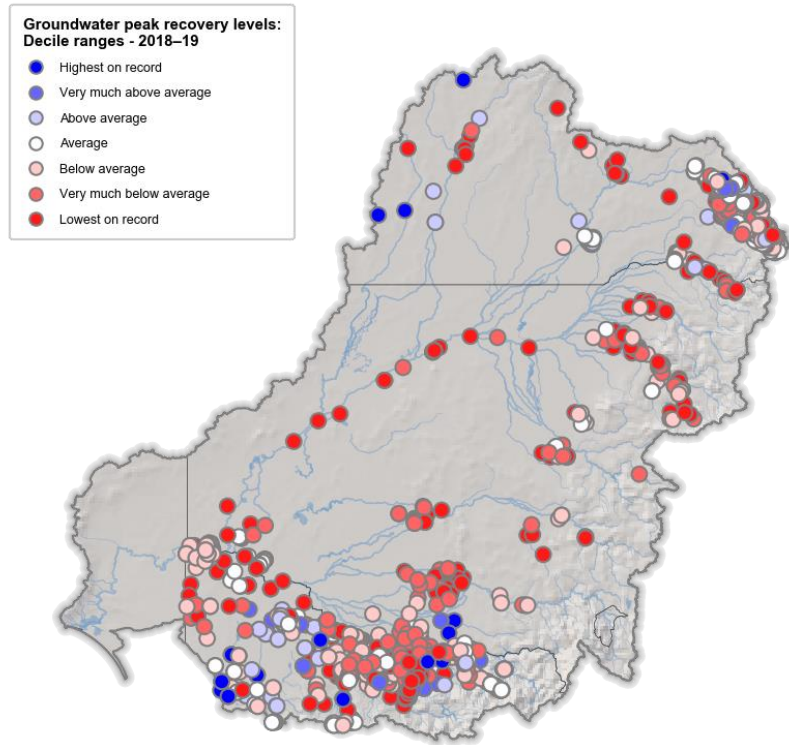 Groundwater peak recovery levels:
Decile ranges - 2018–19
Highest on record
Very much above average
Above average
Average
Below average
Very much below average
Lowest on record